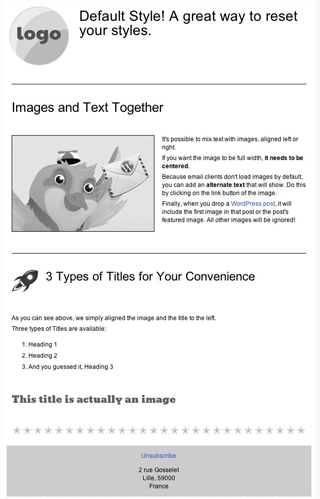 logo
Default Style! A great way to reset
your styles.
Images and Text Together
It's possible to mix text with images, aligned left or
right.
If you want the image to be full width, it needs to be
centered.
Because email clients don't load images by default,
you can add an alternate text that will show. Do this
by clicking on the link button of the image.
Finally, when you drop a WordPress post, it will
include the first image in that post or the post's
featured image. All other images will be ignored!
3 Types of Titles for Your Convenience
As you can see above, we simply aligned the image and the title to the left.
Three types of Titles are available:
1. Heading 1
2. Heading 2
3. And you guessed it, Heading 3
This title is actually an image
Unsubscribe
2 rue Gosselet
Lille, 59000
France